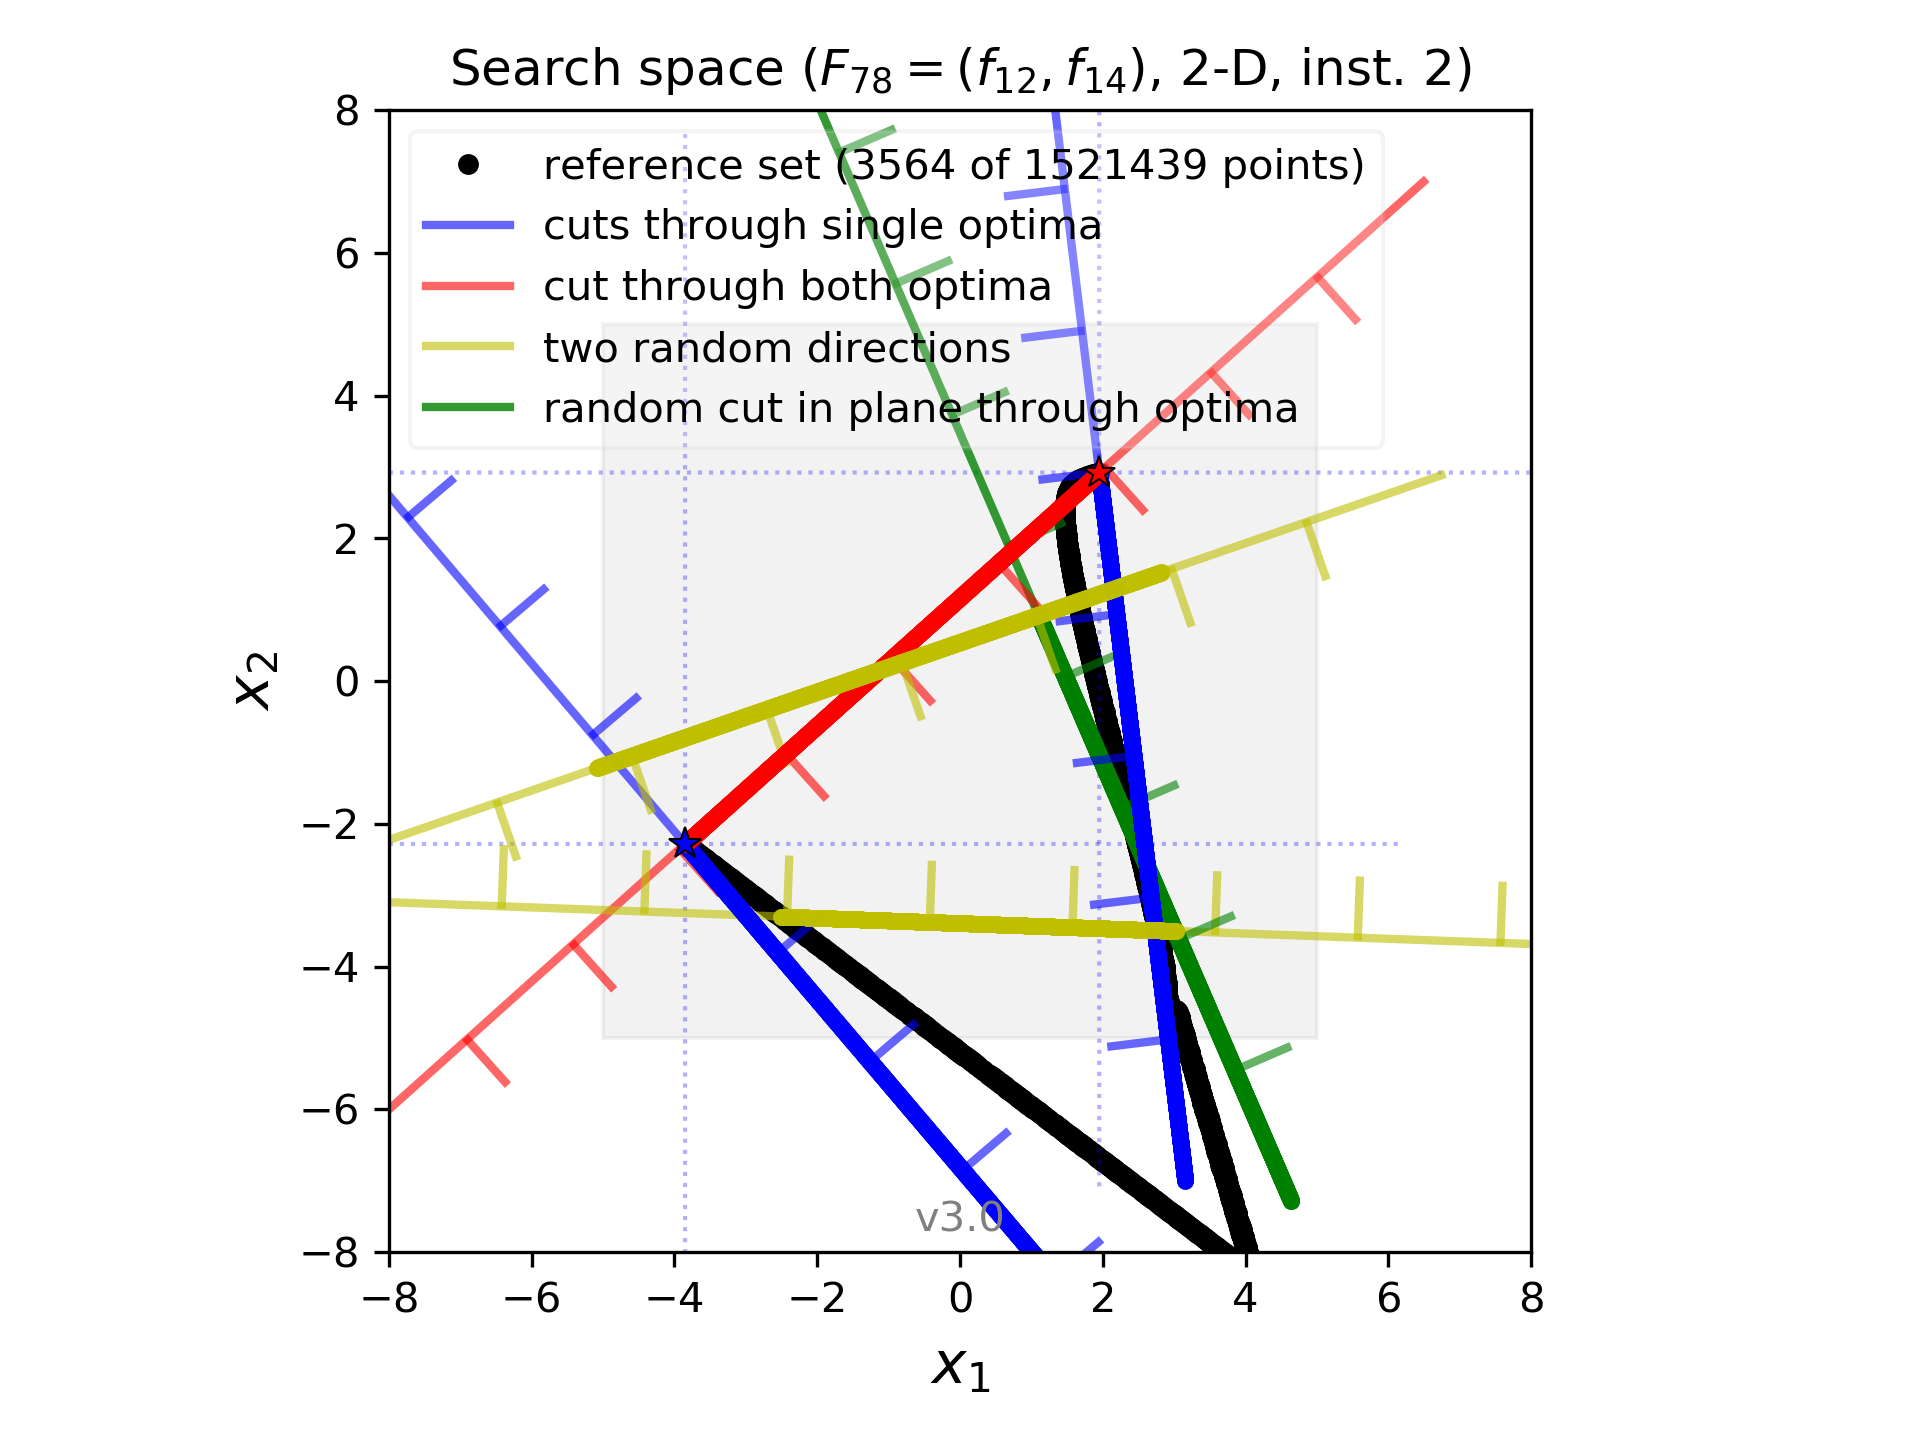 Search space (F78 = (f12, f14), 2-D, inst. 2)
reference set (3564 of 1521439 points)
cuts through single optima
cut through both optima
two random directions
random cut in plane through optima
8
6
4
2
0
−2
−4
−6
−8
x2
v3.0
−8 −6 −4 −2 0 2 4 6 8
x1